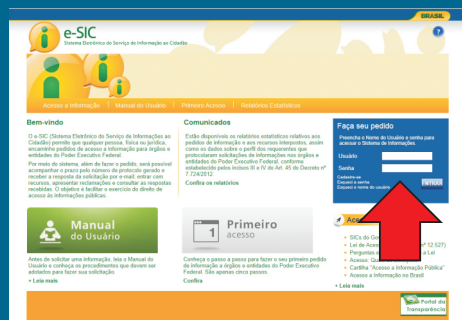 BRASIL
e-SIC
Sistema Eletrônico do Serviço de Informação ao Cidadão
Acesso a Informação | Manual do Usuário | Primeiro Acesso | Relatórios Estatísticos
Bem-vindo
O e-SIC (Sistema Eletrônico do Serviço de Informações ao
Cidadão) permite que qualquer pessoa, física ou jurídica,
encaminhe pedidos de acesso a informação para órgãos e
entidades do Poder Executivo Federal.
Por meio do sistema, além de fazer o pedido, será possível
acompanhar o prazo pelo número do protocolo gerado e
receber a resposta da solicitação por e-mail; entrar com
recursos, apresentar reclamações e consultar as respostas
recebidas. O objetivo é facilitar o exercício do direito de
acesso às informações públicas.
Comunicados
Estão disponíveis os relatórios estatísticos relativos aos
pedidos de informação e aos recursos interpostos, assim
como os dados sobre o perfil dos requerentes que
protocolaram solicitações de informações nos órgãos e
entidades do Poder Executivo Federal, conforme
estabelecido pelos incisos III e IV do Art. 45 do Decreto nº
7.724/2012
Confira os relatórios
Faça seu pedido
Preencha o Nome do Usuário e senha para
acessar o Sistema de Informações.
Usuário
Senha
Cadastre-se
Esqueci a senha
Esqueci o nome do usuário
ENTRAR
Manual
do Usuário
Antes de solicitar uma informação, leia o Manual do
Usuário e conheça os procedimentos que devem ser
adotados para fazer sua solicitação.
+ Leia mais
1
Primeiro
acesso
Conheça o passo a passo para fazer o seu primeiro pedido
de informação a órgãos e entidades do Poder Executivo
Federal. São apenas cinco passos.
Confira
SICs do Go
Lei de Aces nº 12.527)
Perguntas a Lei
Acesso: Qu
Cartilha "Acesso a Informação Pública"
Acesso a Informação no Brasil
+ Leia mais
Portal da
Transparência